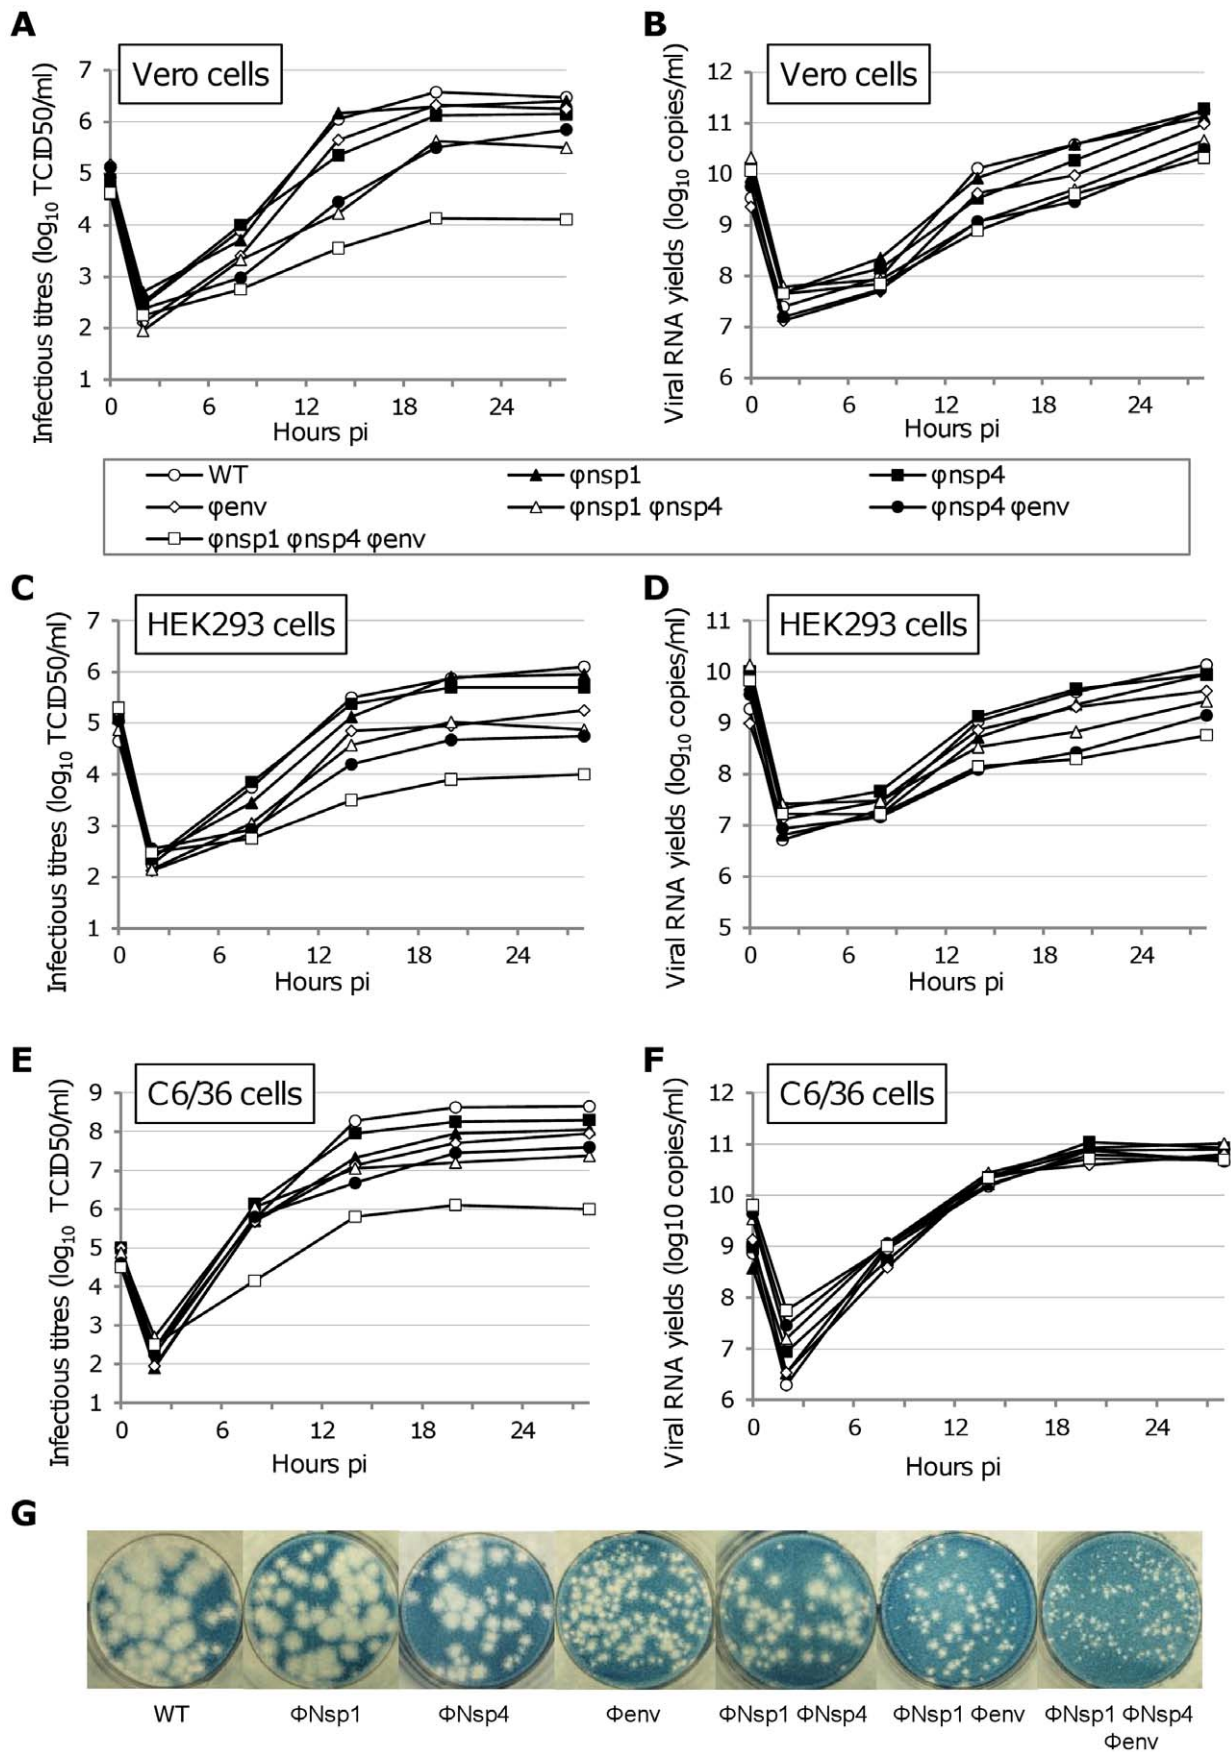 A
B
Vero cells
Vero cells
Infectious titres (log10 TCID50/ml)
7
6
5
4
3
2
1
0 6 12 18 24
Hours pi
Viral RNA yields (log10 copies/ml)
12
11
10
9
8
7
6
0 6 12 18 24
Hours pi
WT φnsp1 φnsp4
φenv φnsp1 φnsp4 φnsp4 φenv
φnsp1 φnsp4 φenv
C
D
HEK293 cells
HEK293 cells
Infectious titres (log10 TCID50/ml)
7
6
5
4
3
2
1
0 6 12 18 24
Hours pi
Viral RNA yields (log10 copies/ml)
11
10
9
8
7
6
5
0 6 12 18 24
Hours pi
E
F
C6/36 cells
C6/36 cells
Infectious titres (log10 TCID50/ml)
9
8
7
6
5
4
3
2
1
0 6 12 18 24
Hours pi
Viral RNA yields (log10 copies/ml)
12
11
10
9
8
7
6
0 6 12 18 24
Hours pi
G
WT ΦNsp1 ΦNsp4 Φenv ΦNsp1 ΦNsp4 ΦNsp1 Φenv ΦNsp1 ΦNsp4
Φenv